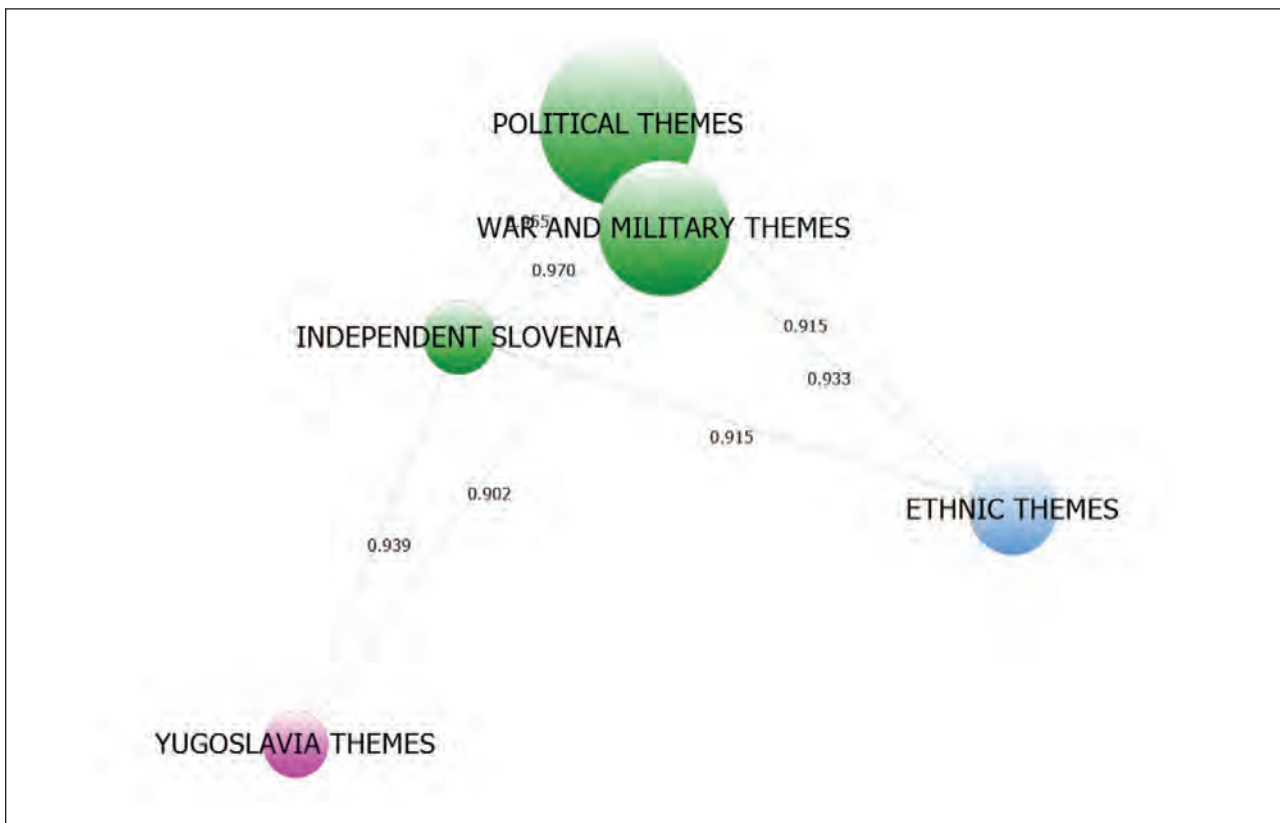 POLITICAL THEMES
WAR AND MILITARY THEMES
0.970
INDEPENDENT SLOVENIA
0.915
0.933
0.915
0.902
ETHNIC THEMES
0.939
YUGOSLAVIA THEMES